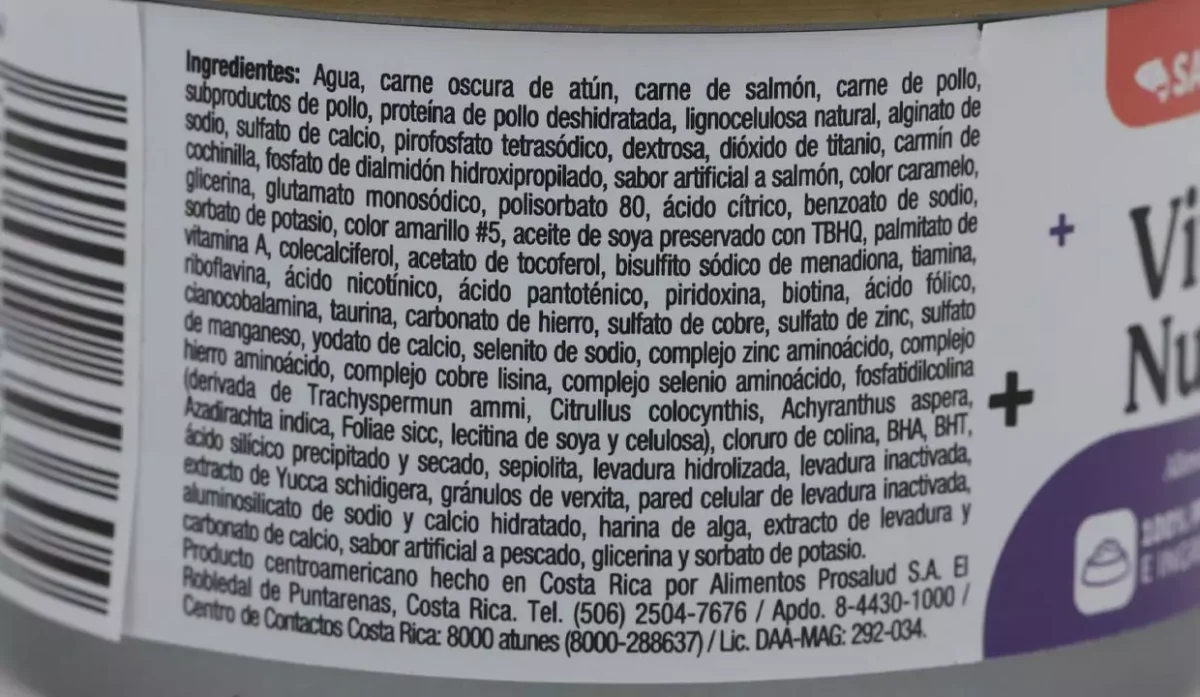 Ingredientes: Agua, carne oscura de atún, carne de salmón, carne de pollo,
subproductos de pollo, proteína de pollo deshidratada, lignocelulosa natural, alginato de
sodio, sulfato de calcio, pirofosfato tetrasódico, dextrosa, dióxido de titanio, carmín de
cochinilla, fosfato de dialmidón hidroxipropilado, sabor artificial a salmón, color caramelo,
glicerina, glutamato monosódico, polisorbato 80, ácido cítrico, benzoato de sodio,
sorbato de potasio, color amarillo #5, aceite de soya preservado con TBHQ, palmitato de
vitamina A, colecalciferol, acetato de tocoferol, bisulfito sódico de menadiona, tiamina,
riboflavina, ácido nicotínico, ácido pantoténico, piridoxina, biotina, ácido fólico,
cianocobalamina, taurina, carbonato de hierro, sulfato de cobre, sulfato de zinc, sulfato
de manganeso, yodato de calcio, selenito de sodio, complejo zinc aminoácido, complejo
hierro aminoácido, complejo cobre lisina, complejo selenio aminoácido, fosfatidilcolina
(derivada de Trachyspermun ammi, Citrullus colocynthis, Achyranthus aspera,
Azadirachta indica, Foliae sicc, lecitina de soya y celulosa), cloruro de colina, BHA, BHT,
ácido silícico precipitado y secado, sepiolita, levadura hidrolizada, levadura inactivada,
extracto de Yucca schidigera, gránulos de verxita, pared celular de levadura inactivada,
aluminosilicato de sodio y calcio hidratado, harina de alga, extracto de levadura y
carbonato de calcio, sabor artificial a pescado, glicerina y sorbato de potasio.
Producto centroamericano hecho en Costa Rica por Alimentos Prosalud S.A. El
Robledal de Puntarenas, Costa Rica. Tel. (506) 2504-7676 / Apdo. 8-4430-1000 /
Centro de Contactos Costa Rica: 8000 atunes (8000-288637) / Lic. DAA-MAG: 292-034.
SA
+ Vi
Nu
+
100%
E ING